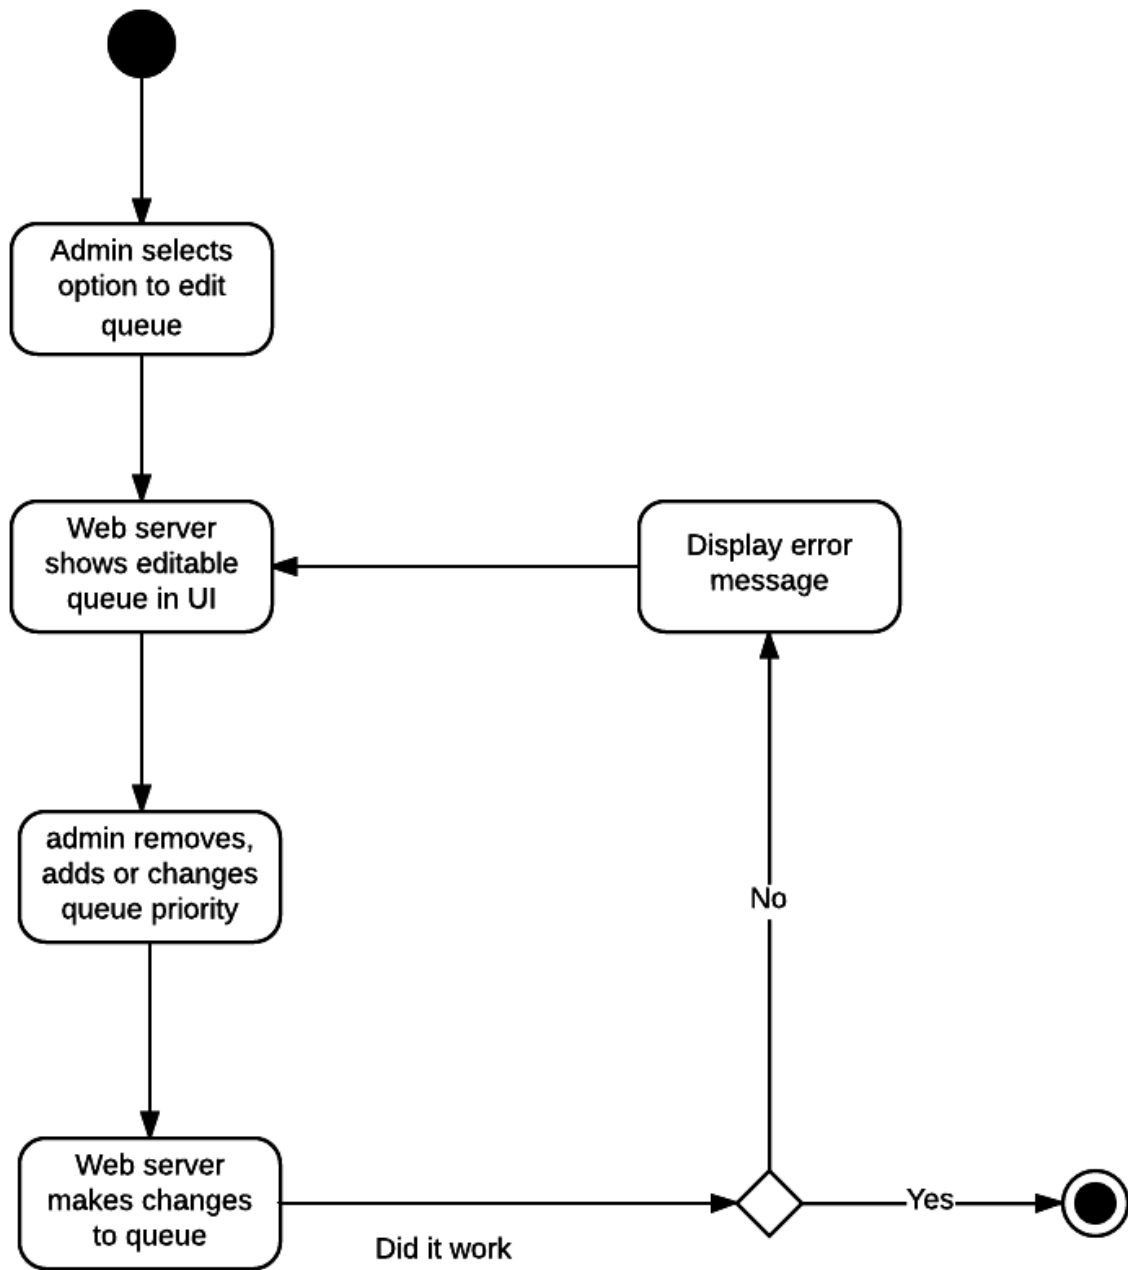 Admin selects
option to edit
queue
Web server
shows editable
queue in UI
Display error
message
admin removes,
adds or changes
queue priority
No
Web server
makes changes
to queue
Did it work
Yes